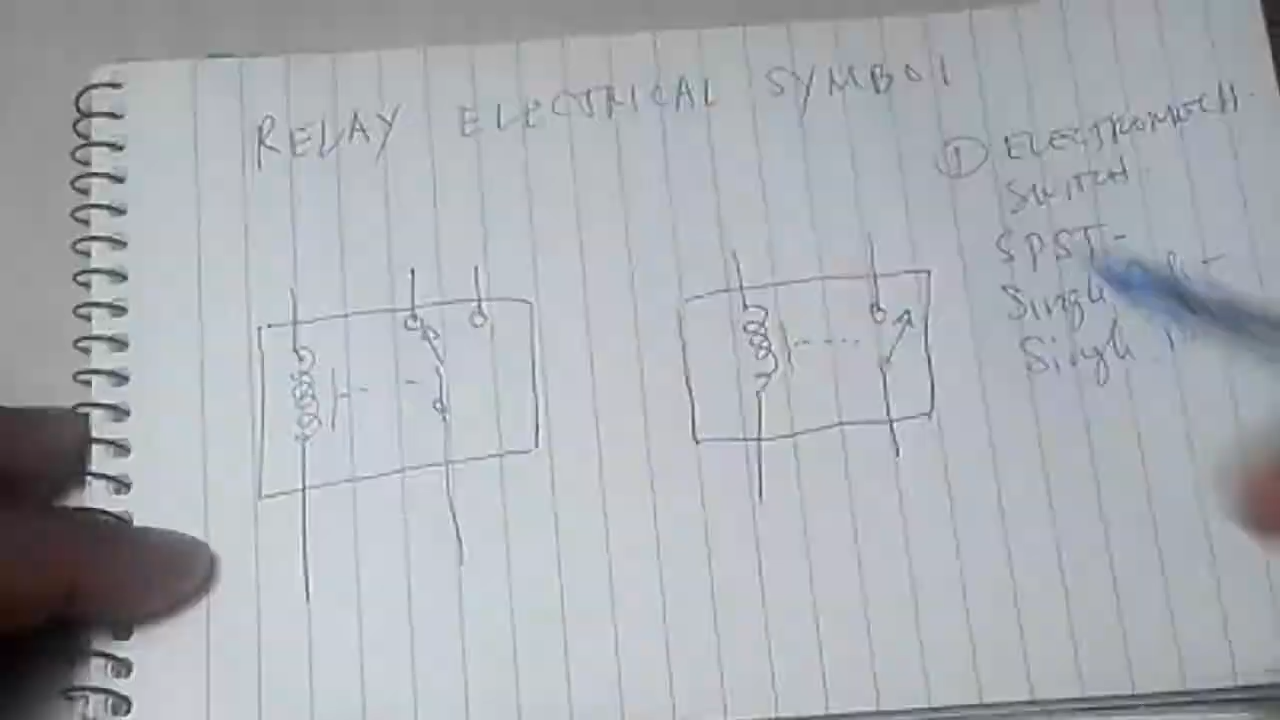 RELAY ELECTRICAL SYMBOL
① ELECTROMECH.
SWITCH.
SPST-
Single
Single